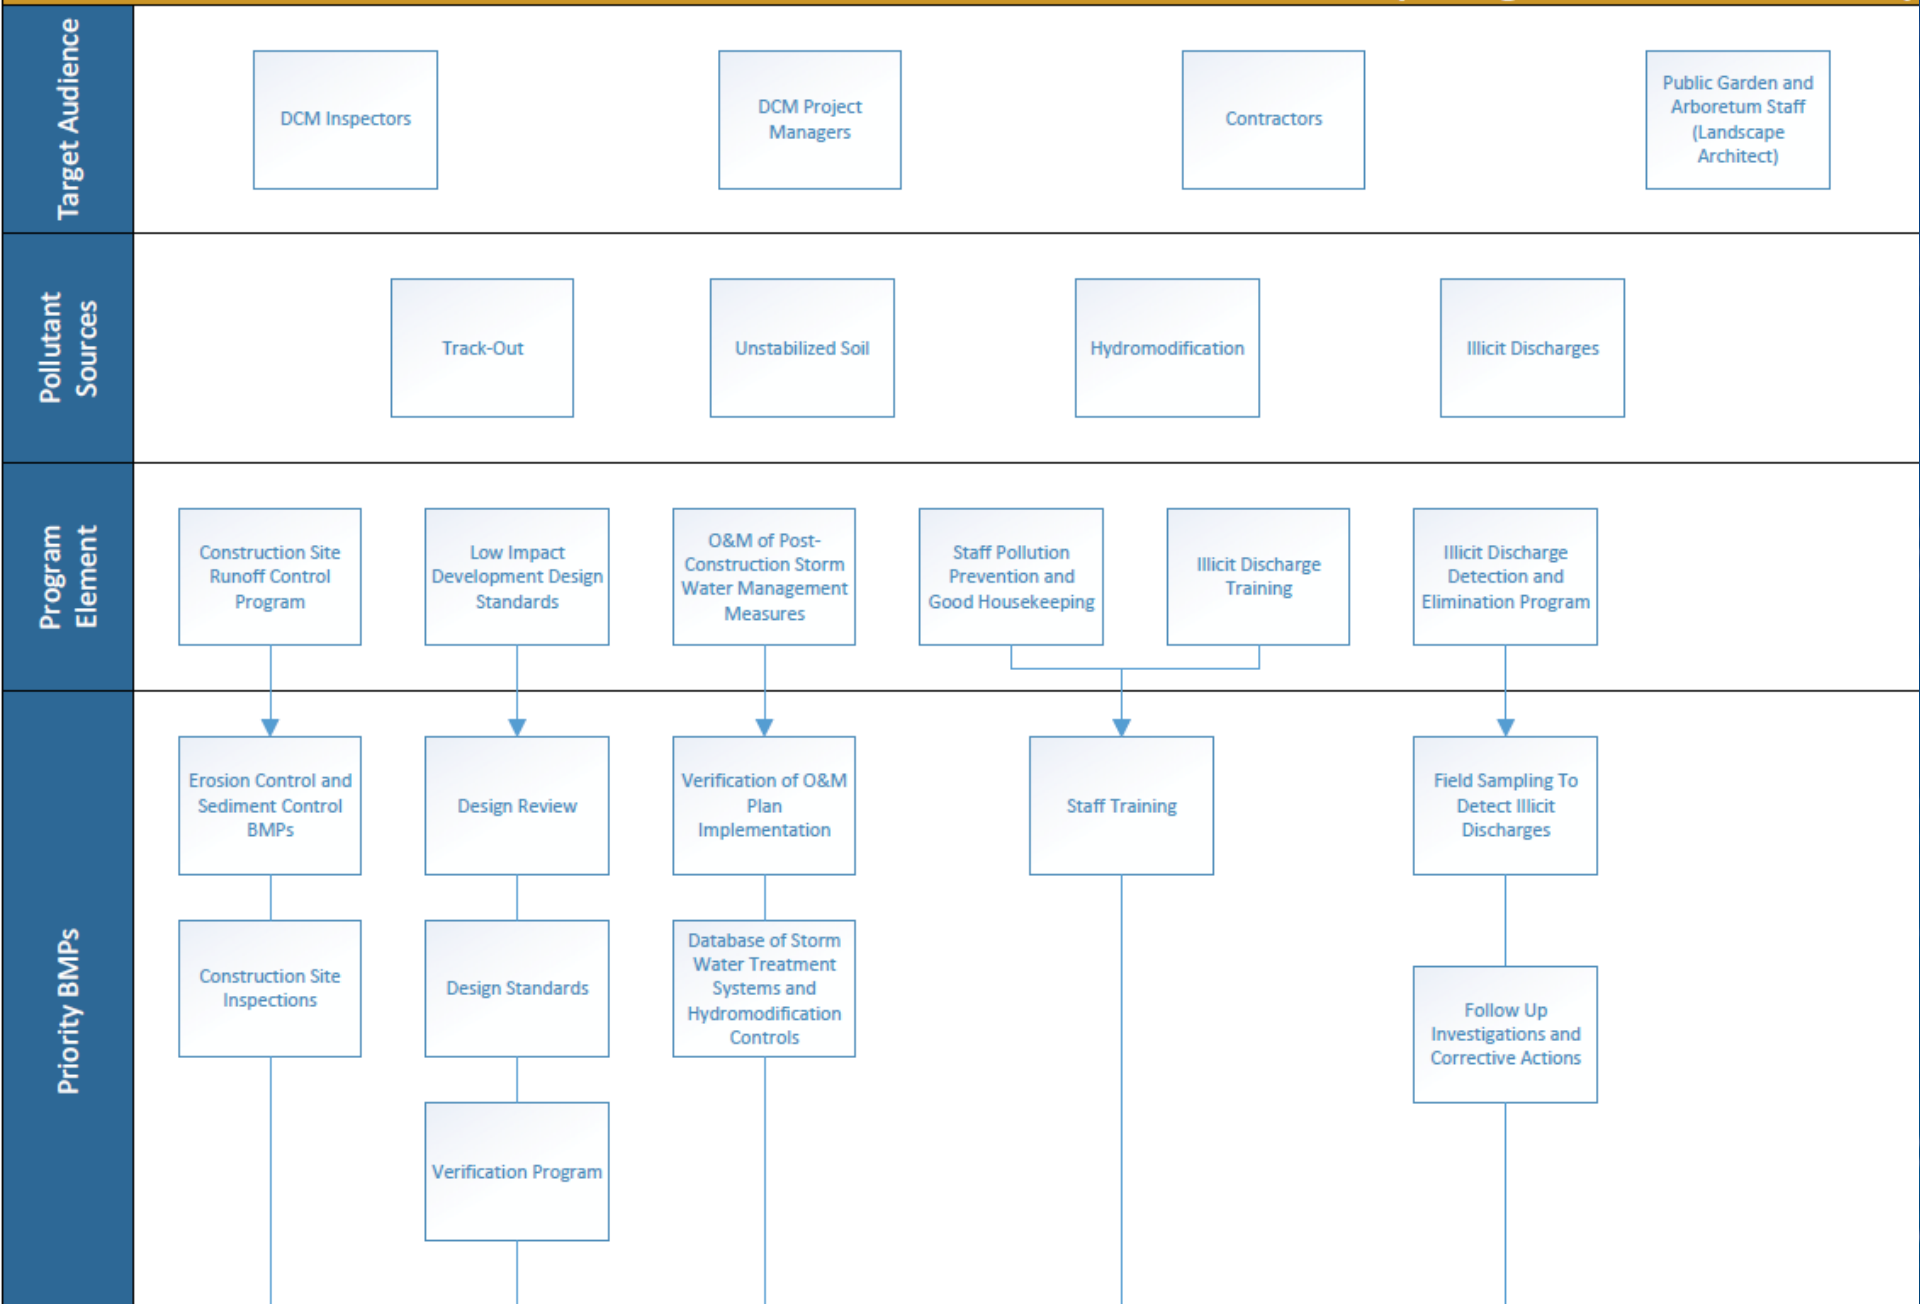 Target Audience
DCM Inspectors
DCM Project
Managers
Contractors
Public Garden and
Arboretum Staff
(Landscape
Architect)
Pollutant
Sources
Track-Out
Unstabilized Soil
Hydromodification
Illicit Discharges
Program
Element
Construction Site
Runoff Control
Program
Low Impact
Development Design
Standards
O&M of Post-
Construction Storm
Water Management
Measures
Staff Pollution
Prevention and
Good Housekeeping
Illicit Discharge
Training
Illicit Discharge
Detection and
Elimination Program
Priority BMPs
Erosion Control and
Sediment Control
BMPs
Design Review
Verification of O&M
Plan
Implementation
Staff Training
Field Sampling To
Detect Illicit
Discharges
Construction Site
Inspections
Design Standards
Database of Storm
Water Treatment
Systems and
Hydromodification
Controls
Follow Up
Investigations and
Corrective Actions
Verification Program